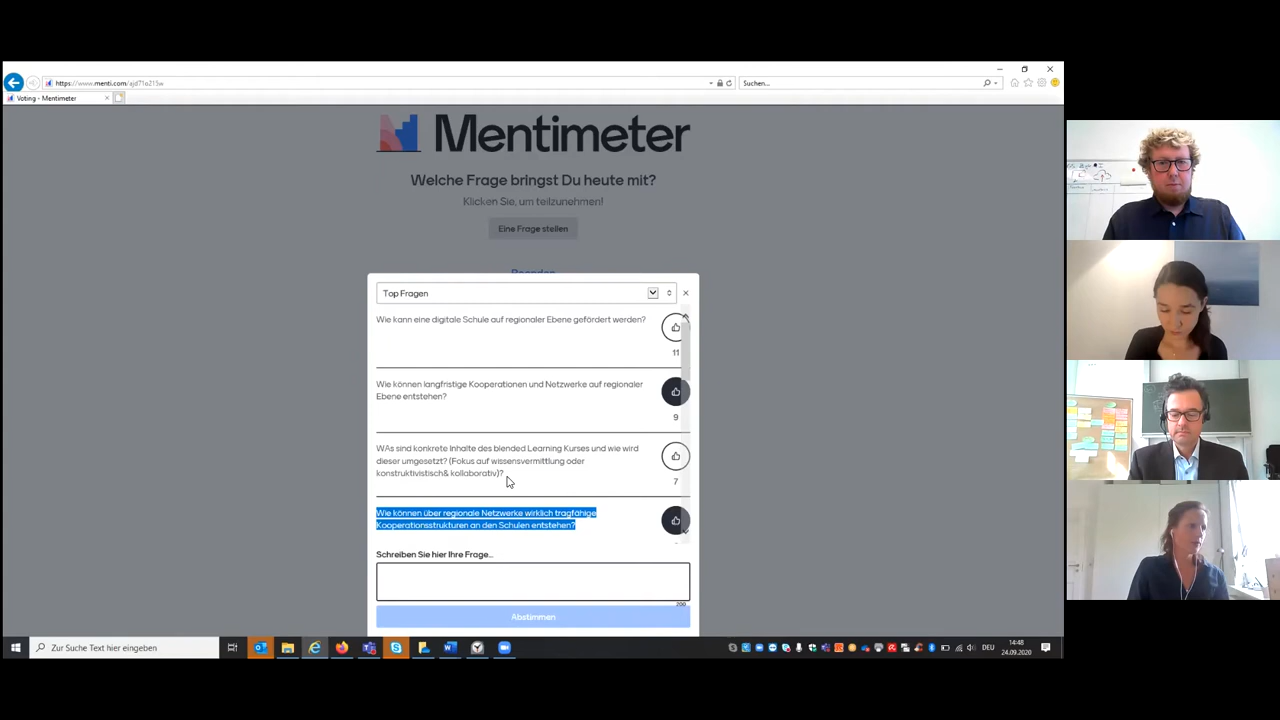 https://www.menti.com/ajd71o215w
Suchen...
Voting - Mentimeter
Mentimeter
Welche Frage bringst Du heute mit?
Klicken Sie, um teilzunehmen!
Eine Frage stellen
Beenden
Top Fragen
Wie kann eine digitale Schule auf regionaler Ebene gefördert werden?
11
Wie können langfristige Kooperationen und Netzwerke auf regionaler
Ebene entstehen?
9
WAs sind konkrete Inhalte des blended Learning Kurses und wie wird
dieser umgesetzt? (Fokus auf wissensvermittlung oder
konstruktivistisch& kollaborativ)?
7
Wie können über regionale Netzwerke wirklich tragfähige
Kooperationsstrukturen an den Schulen entstehen?
Schreiben Sie hier Ihre Frage...
200
Abstimmen
Zur Suche Text hier eingeben
DEU
14:48
24.09.2020